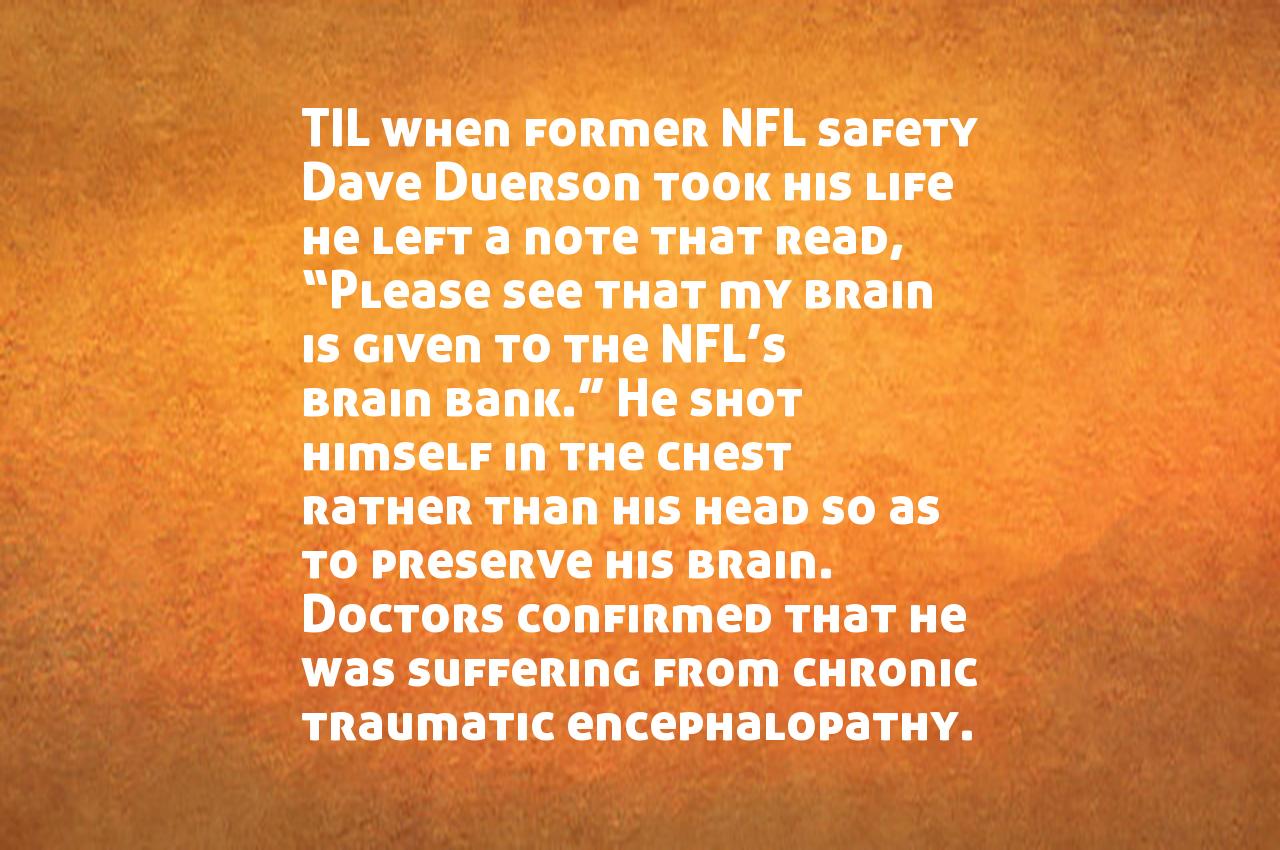 TIL when former NFL safety
Dave Duerson took his life
he left a note that read,
“Please see that my brain
is given to the NFL’s
brain bank.” He shot
himself in the chest
rather than his head so as
to preserve his brain.
Doctors confirmed that he
was suffering from chronic
traumatic encephalopathy.